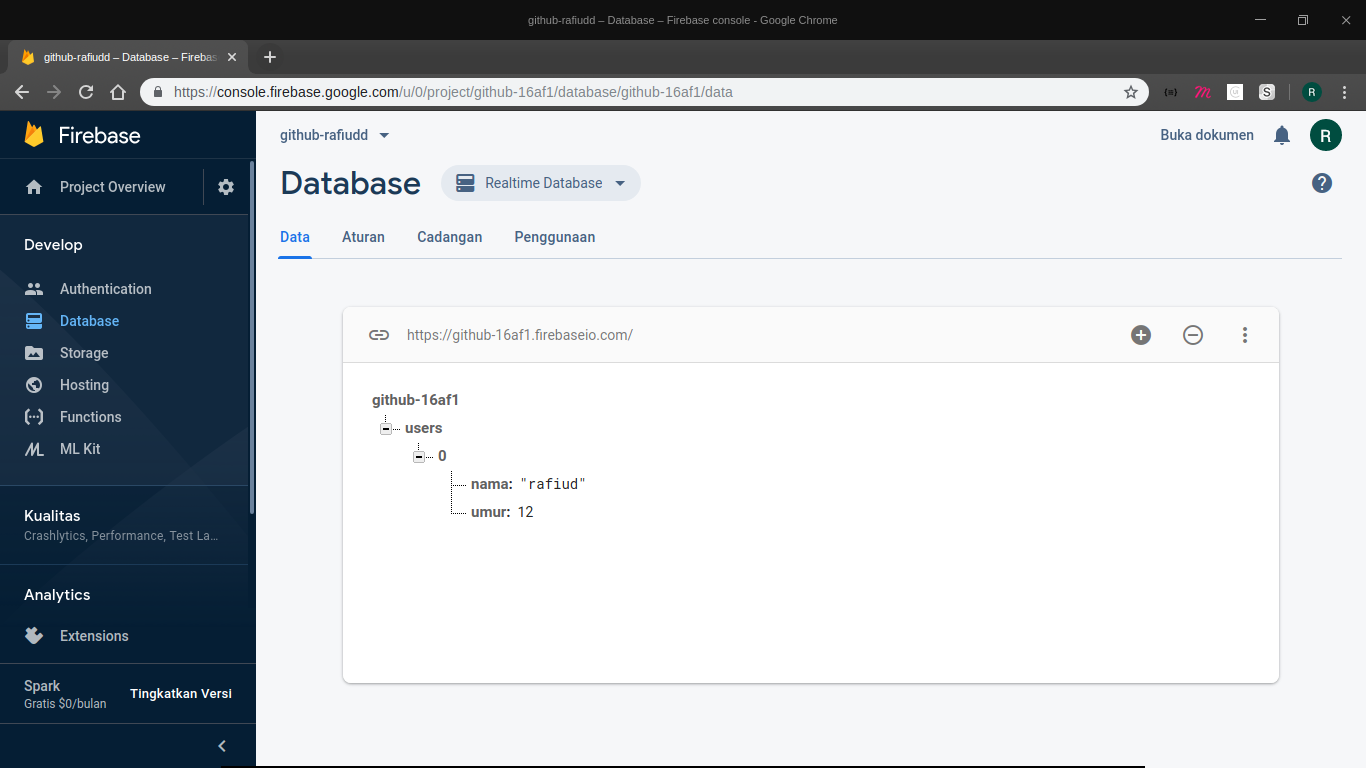 github-rafiudd – Database – Firebase console - Google Chrome
github-rafiudd – Database – Firebas
https://console.firebase.google.com/u/0/project/github-16af1/database/github-16af1/data
R
Firebase
github-rafiudd
Buka dokumen
R
Project Overview
Database
Realtime Database
Data
Aturan
Cadangan
Penggunaan
Develop
Authentication
Database
Storage
Hosting
Functions
ML Kit
Kualitas
Crashlytics, Performance, Test La...
Analytics
Extensions
Spark
Gratis $0/bulan
Tingkatkan Versi
https://github-16af1.firebaseio.com/
github-16af1
users
0
nama: "rafiud"
umur: 12